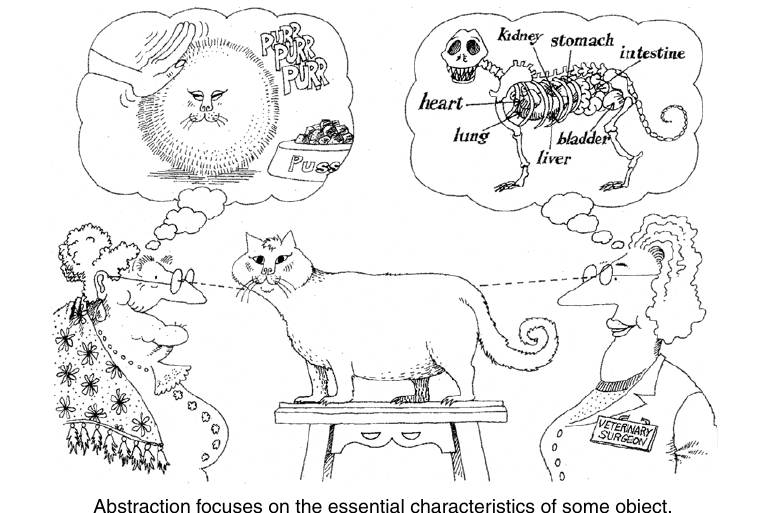 PURR
PURR
PURR
PUSS
Kidney
stomach
intestine
heart
lung
bladder
liver
VETERINARY
SURGEON
Abstraction focuses on the essential characteristics of some object.